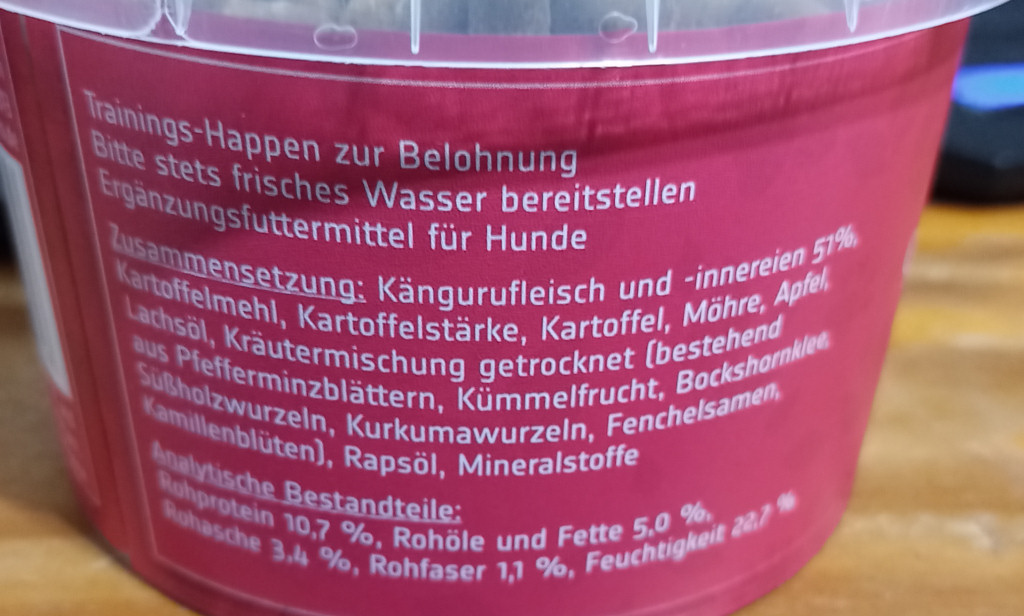 Trainings-Happen zur Belohnung
Bitte stets frisches Wasser bereitstellen
Ergänzungsfuttermittel für Hunde
Zusammensetzung: Kängurufleisch und -innereien 51%,
Kartoffelmehl, Kartoffelstärke, Kartoffel, Möhre, Apfel,
Lachsöl, Kräutermischung getrocknet (bestehend
aus Pfefferminzblättern, Kümmelfrucht, Bockshornklee,
Süßholzwurzeln, Kurkumawurzeln, Fenchelsamen,
Kamillenblüten), Rapsöl, Mineralstoffe
Analytische Bestandteile:
Rohprotein 10,7 %, Rohöle und Fette 5,0 %,
Rohasche 3,4 %, Rohfaser 1,1 %, Feuchtigkeit 22,7 %